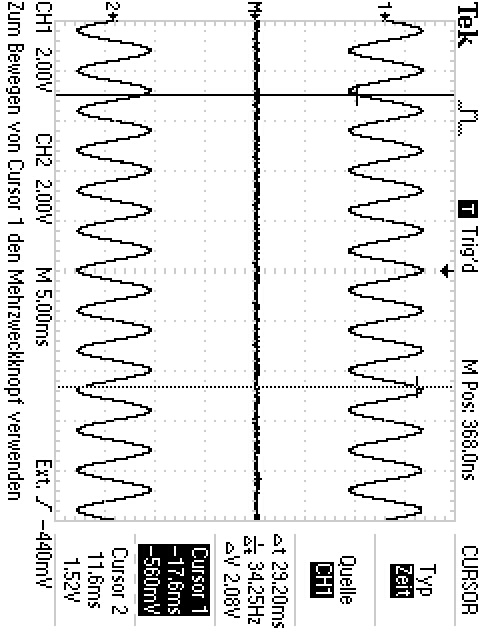 Tek
T Trig'd
M Pos: 368.0ns
CURSOR
Typ
Zeit
Quelle
CH1
Δt 29.20ms
1/Δt 34.25Hz
ΔV 2.08V
Cursor 1
-17.6ms
-560mV
Cursor 2
11.6ms
1.52V
1
M
2
CH1 2.00V CH2 2.00V M 5.00ms Ext. -440mV
Zum Bewegen von Cursor 1 den Mehrzweckknopf verwenden